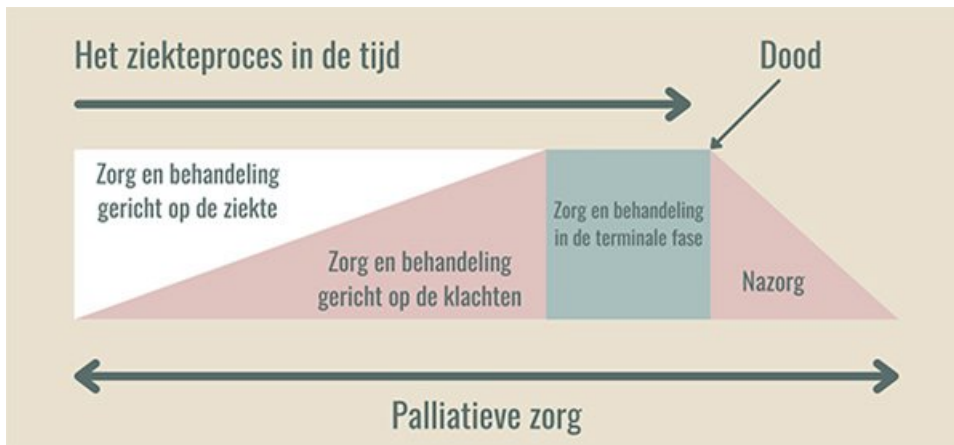 Het ziekteproces in de tijd
Dood
Zorg en behandeling
gericht op de ziekte
Zorg en behandeling
gericht op de klachten
Zorg en behandeling
in de terminale fase
Nazorg
Palliatieve zorg